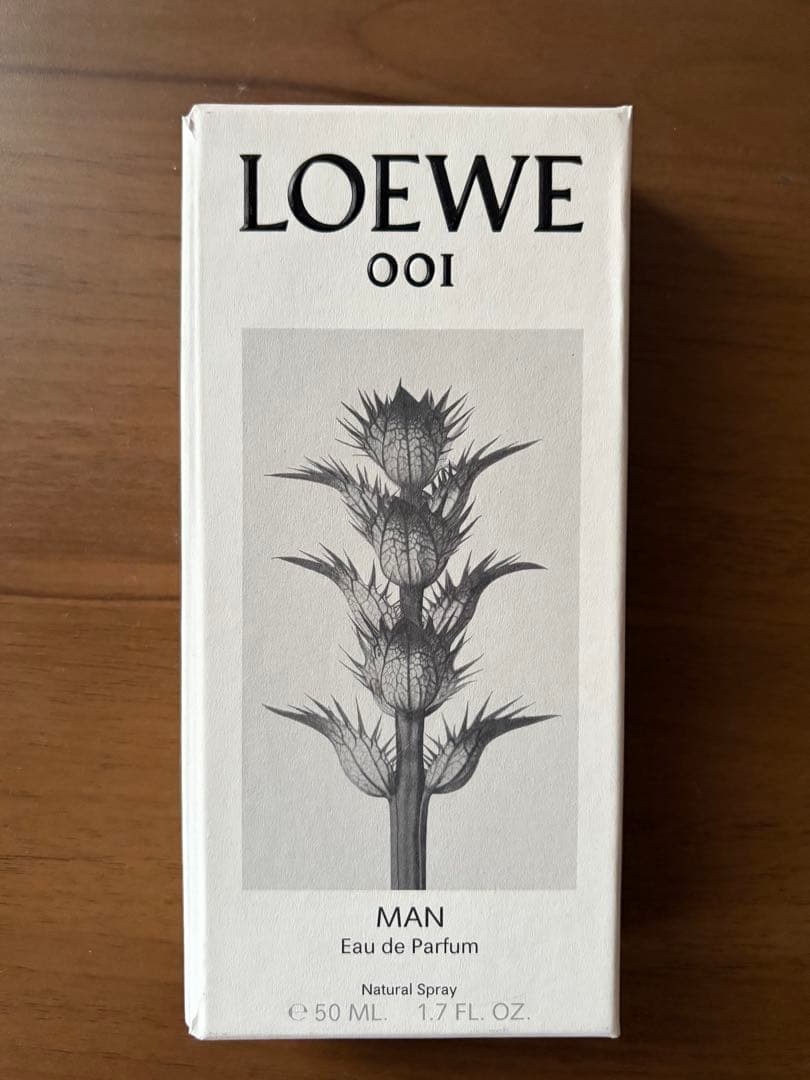 LOEWE
001
MAN
Eau de Parfum
Natural Spray
℮ 50 ML. 1.7 FL. OZ.